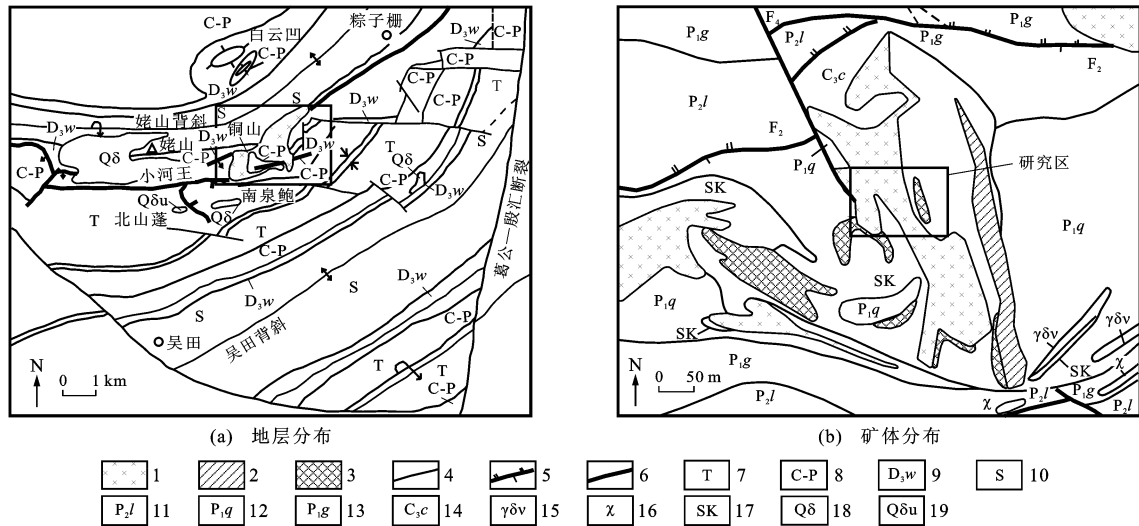 C-P
白云凹
C-P
D₃w
粽子栅
D₃w
C-P
C-P
T
C-P
S
S
D₃w
姥山背斜
D₃w
D₃w
铜山
C-P
D₃w
S
姥山
Qδ
C-P
C-P
小河王
T
Qδ
C-P
D₃w
C-P
南泉鲍
Qδu
Qδ
T 北山蓬
T
C-P
葛公—殷汇断裂
S
D₃w
D₃w
S
C-P
吴田背斜
吴田
T
T
C-P
N
0 1 km
(a) 地层分布
F₄
P₁g
P₂l
P₁g
P₁g
F₂
C₃c
P₂l
F₂
P₁q
研究区
SK
P₁q
SK
P₁q
P₁q
SK
P₁g
γδν
γδν
SK
χ
P₂l
P₁g
P₂l
χ
P₂l
N
0 50 m
(b) 矿体分布
1 2 3 4 5 6 T 7 C-P 8 D₃w 9 S 10
P₂l 11 P₁q 12 P₁g 13 C₃c 14 γδν 15 χ 16 SK 17 Qδ 18 Qδu 19